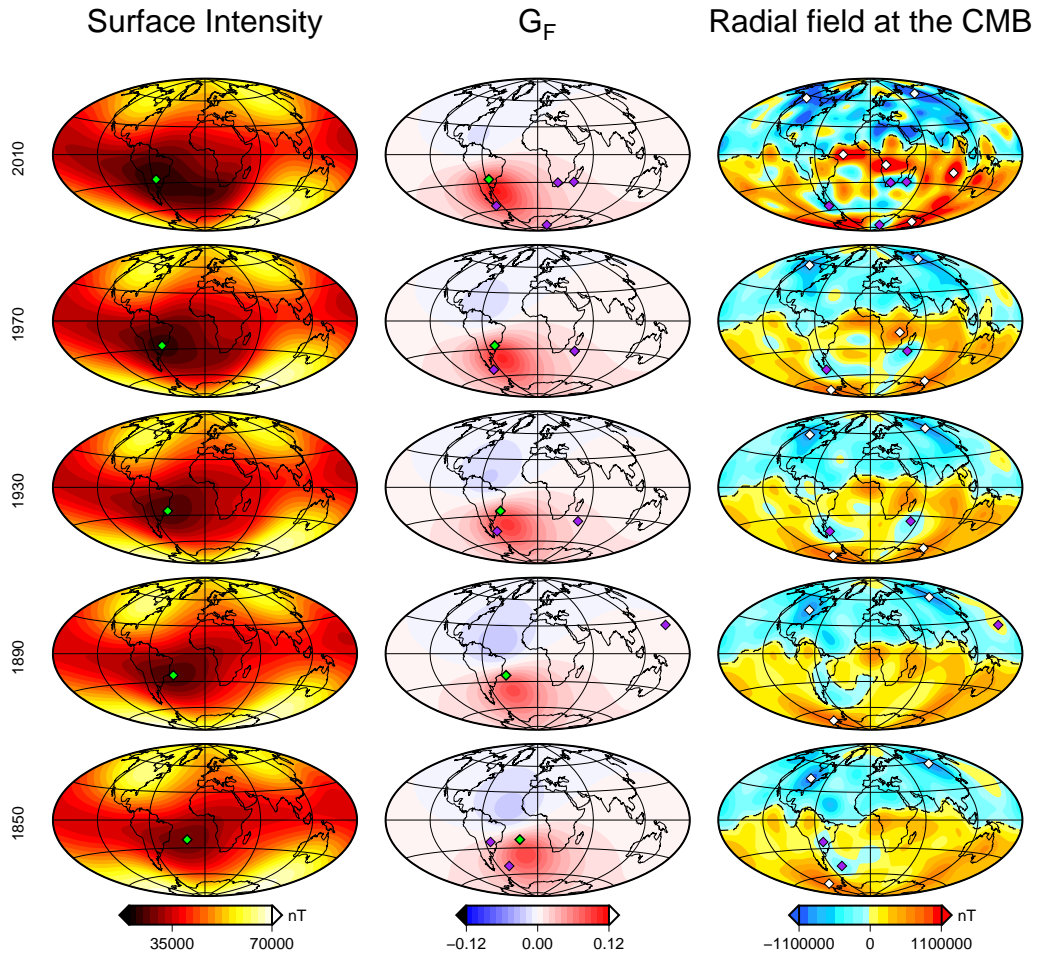 Surface Intensity
G_F
Radial field at the CMB
2010
1970
1930
1890
1850
nT
35000 70000
−0.12 0.00 0.12
nT
−1100000 0 1100000